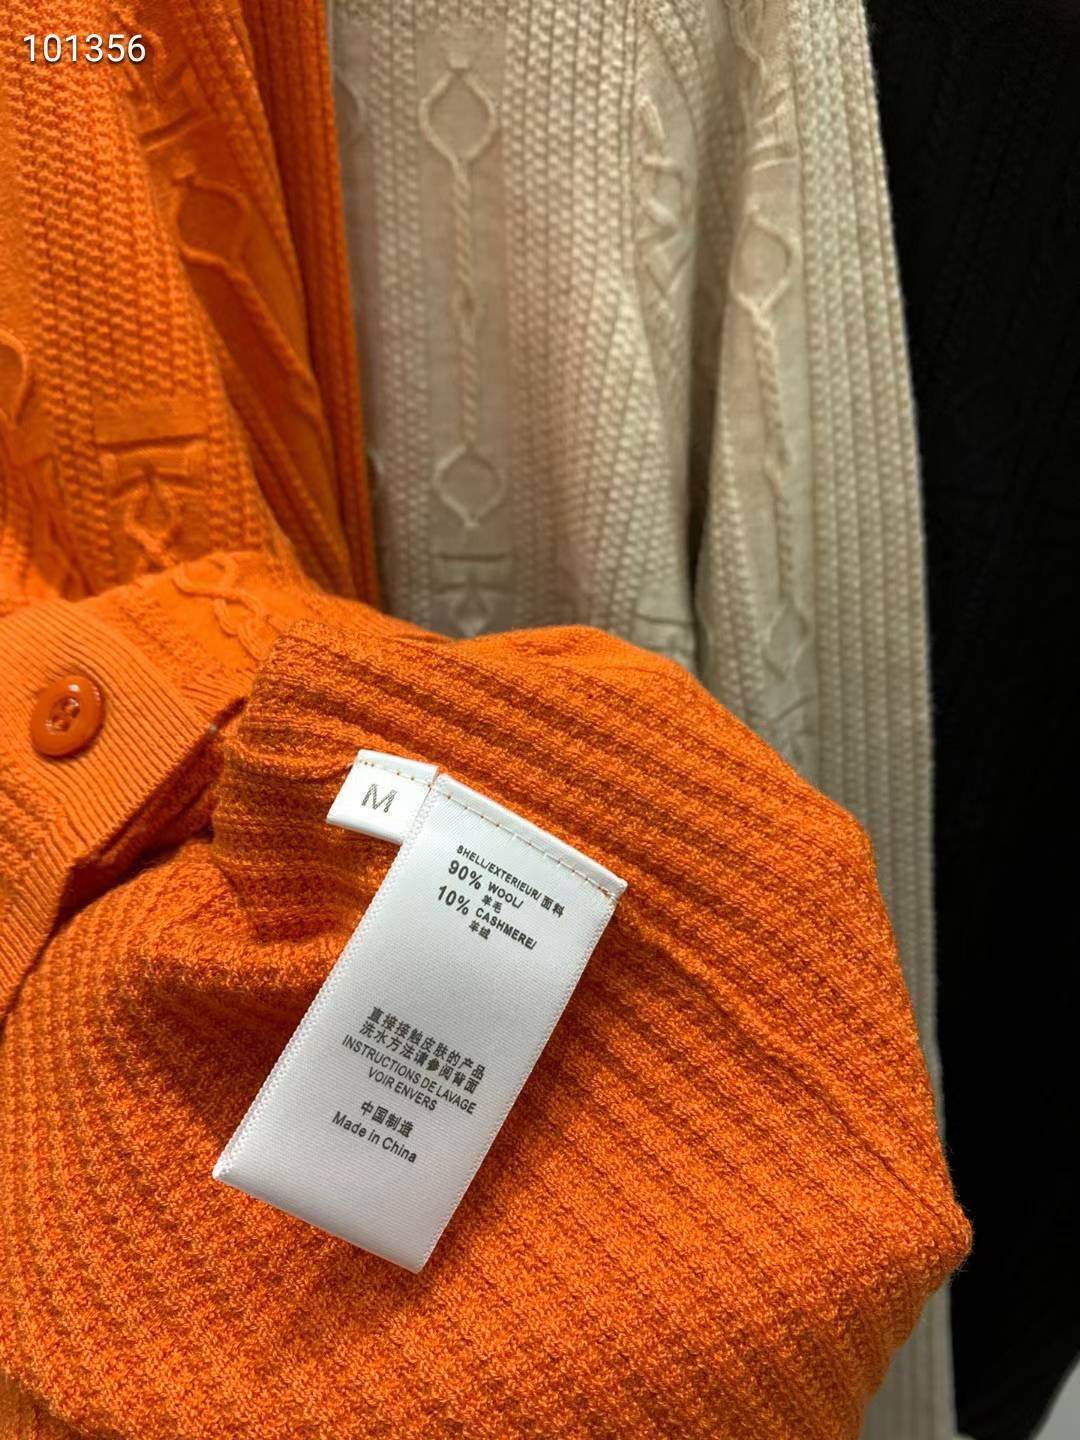 101356
M
SHELL/EXTERIEUR/ 面料
90% WOOL/
羊毛
10% CASHMERE/
羊绒
直接接触皮肤的产品
洗水方法请参阅背面
INSTRUCTIONS DE LAVAGE
VOIR ENVERS
中国制造
Made in China